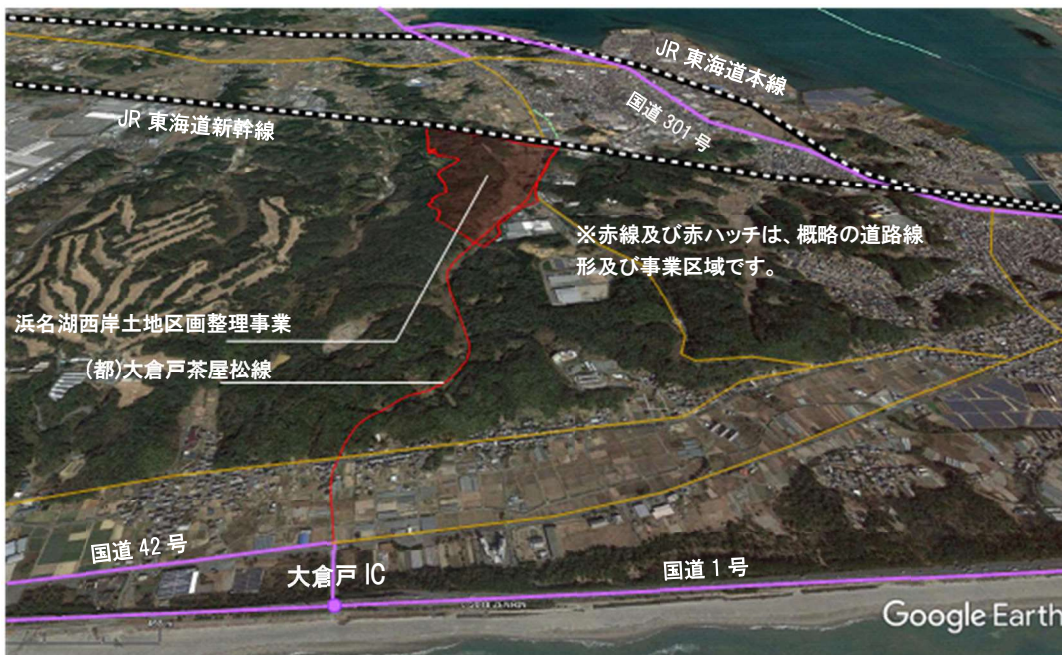 JR 東海道本線
国道 301 号
JR 東海道新幹線
※赤線及び赤ハッチは、概略の道路線
形及び事業区域です。
浜名湖西岸土地区画整理事業
(都)大倉戸茶屋松線
国道 42 号
大倉戸 IC
国道 1 号
Google Earth